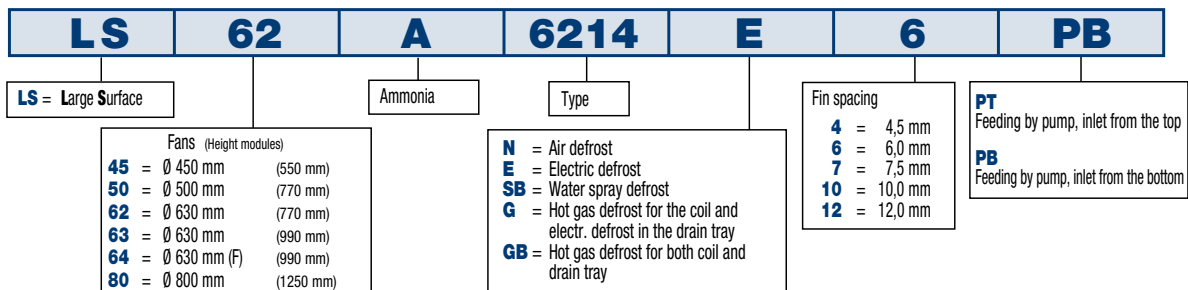 LS 62 A 6214 E 6 PB
LS = Large Surface
Ammonia
Type
Fans (Height modules)
45 = Ø 450 mm (550 mm)
50 = Ø 500 mm (770 mm)
62 = Ø 630 mm (770 mm)
63 = Ø 630 mm (990 mm)
64 = Ø 630 mm (F) (990 mm)
80 = Ø 800 mm (1250 mm)
N = Air defrost
E = Electric defrost
SB = Water spray defrost
G = Hot gas defrost for the coil and
electr. defrost in the drain tray
GB = Hot gas defrost for both coil and
drain tray
Fin spacing
4 = 4,5 mm
6 = 6,0 mm
7 = 7,5 mm
10 = 10,0 mm
12 = 12,0 mm
PT
Feeding by pump, inlet from the top
PB
Feeding by pump, inlet from the bottom